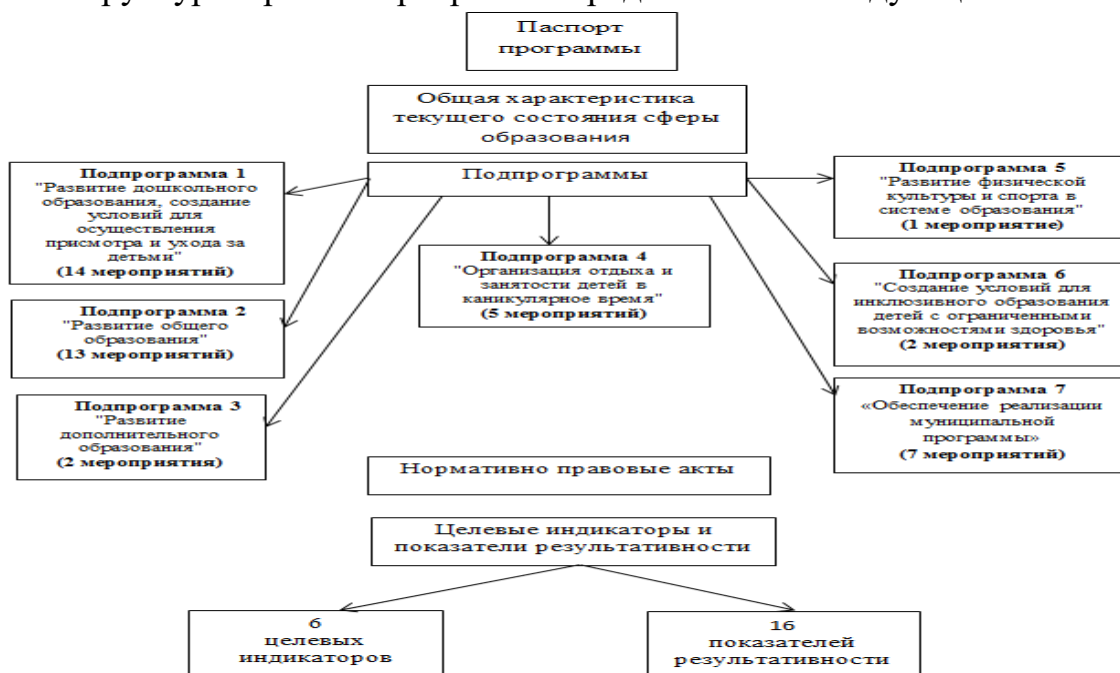 Паспорт
программы
Общая характеристика
текущего состояния сферы
образования
Подпрограммы
Подпрограмма 1
"Развитие дошкольного
образования, создание
условий для
осуществления
присмотра и ухода за
детьми"
(14 мероприятий)
Подпрограмма 2
"Развитие общего
образования"
(13 мероприятий)
Подпрограмма 3
"Развитие
дополнительного
образования"
(2 мероприятия)
Подпрограмма 4
"Организация отдыха и
занятости детей в
каникулярное время"
(5 мероприятий)
Подпрограмма 5
"Развитие физической
культуры и спорта в
системе образования"
(1 мероприятие)
Подпрограмма 6
"Создание условий для
инклюзивного образования
детей с ограниченными
возможностями здоровья"
(2 мероприятия)
Подпрограмма 7
«Обеспечение реализации
муниципальной
программы»
(7 мероприятий)
Нормативно правовые акты
Целевые индикаторы и
показатели результативности
6
целевых
индикаторов
16
показателей
результативности